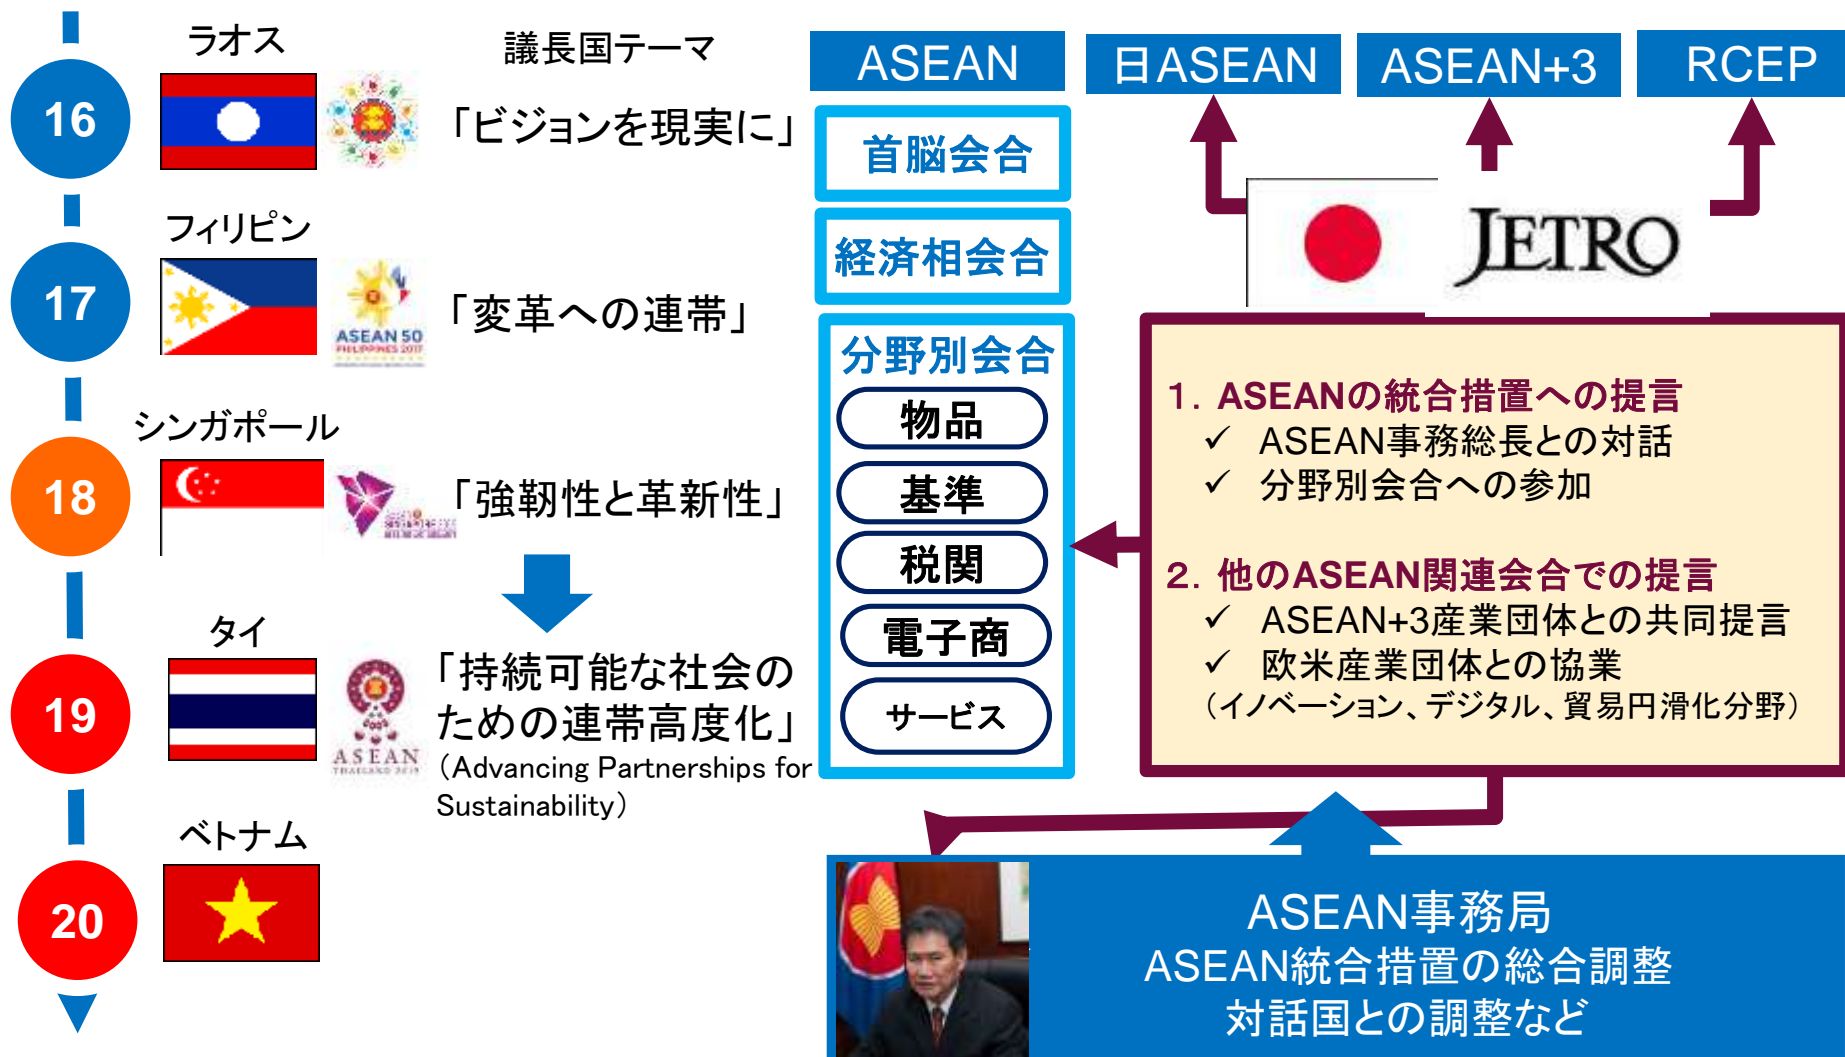 ラオス
議長国テーマ
16
「ビジョンを現実に」
フィリピン
17
ASEAN 50
PHILIPPINES 2017
「変革への連帯」
シンガポール
18
「強靭性と革新性」
タイ
19
ASEAN
THAILAND 2019
「持続可能な社会の
ための連帯高度化」
（Advancing Partnerships for
Sustainability）
ベトナム
20
ASEAN
日ASEAN
ASEAN+3
RCEP
首脳会合
経済相会合
分野別会合
物品
基準
税関
電子商
サービス
JETRO
１．ASEANの統合措置への提言
✓ ASEAN事務総長との対話
✓ 分野別会合への参加
２．他のASEAN関連会合での提言
✓ ASEAN+3産業団体との共同提言
✓ 欧米産業団体との協業
（イノベーション、デジタル、貿易円滑化分野）
ASEAN事務局
ASEAN統合措置の総合調整
対話国との調整など